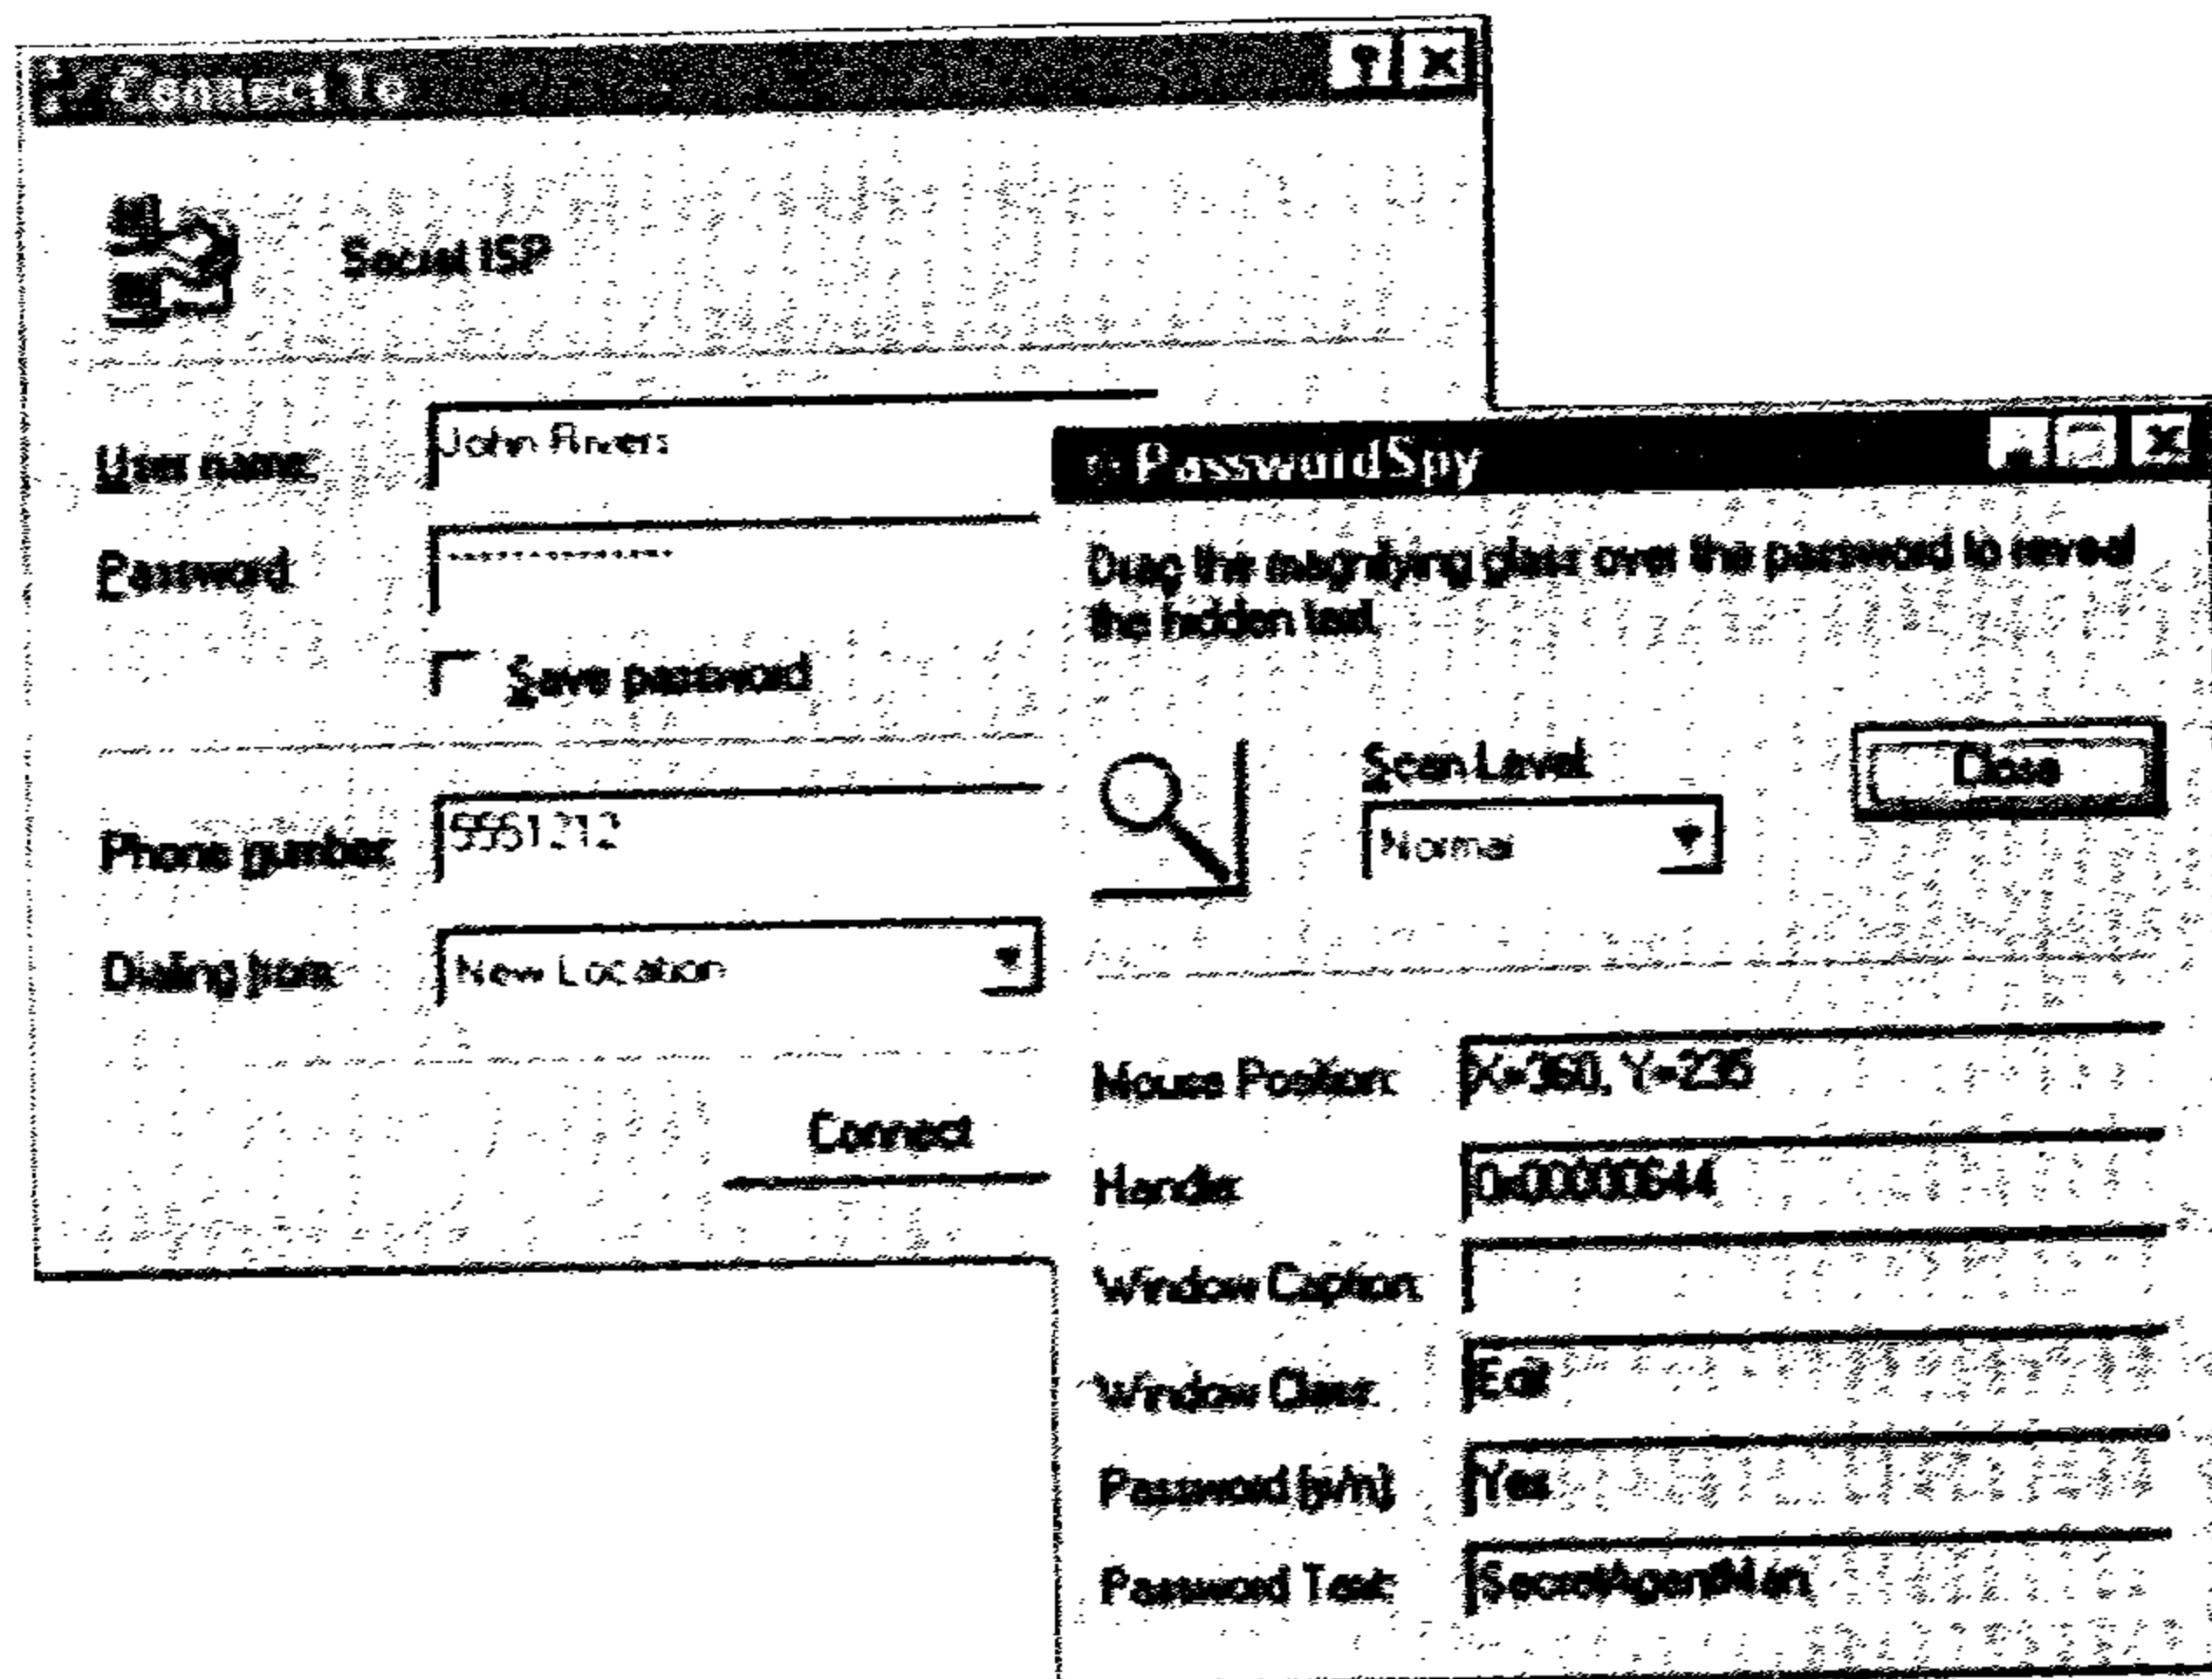 Connect To
Social ISP
User name:
John Rivers
Password:
***************
Save password
Phone number:
5551212
Dialing from:
New Location
Connect
PasswordSpy
Drag the magnifying glass over the password to reveal
the hidden text.
Scan Level:
Normal
Close
Mouse Position:
X=360, Y=235
Handle:
0x00000644
Window Caption:
Window Class:
Edit
Password (y/n):
Yes
Password Text:
SecretAgentMan